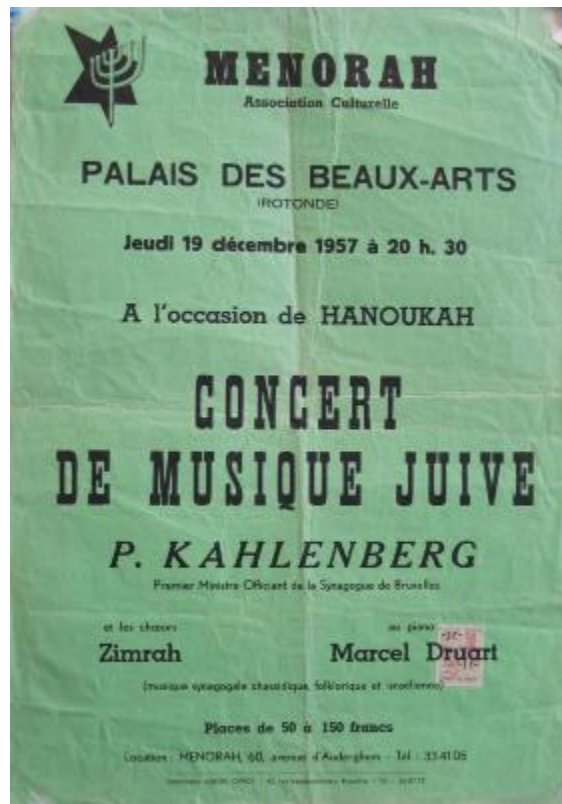 MENORAH
Association Culturelle
PALAIS DES BEAUX-ARTS
(ROTONDE)
Jeudi 19 décembre 1957 à 20 h. 30
A l'occasion de HANOUKAH
CONCERT
DE MUSIQUE JUIVE
P. KAHLENBERG
Premier Ministre Officiant de la Synagogue de Bruxelles
et les chœurs au piano
Zimrah Marcel Druart
(musique synagogale chassidique, folklorique et israélienne)
Places de 50 à 150 francs
Location : MENORAH, 60, avenue d'Auderghem - Tél : 33.41.05